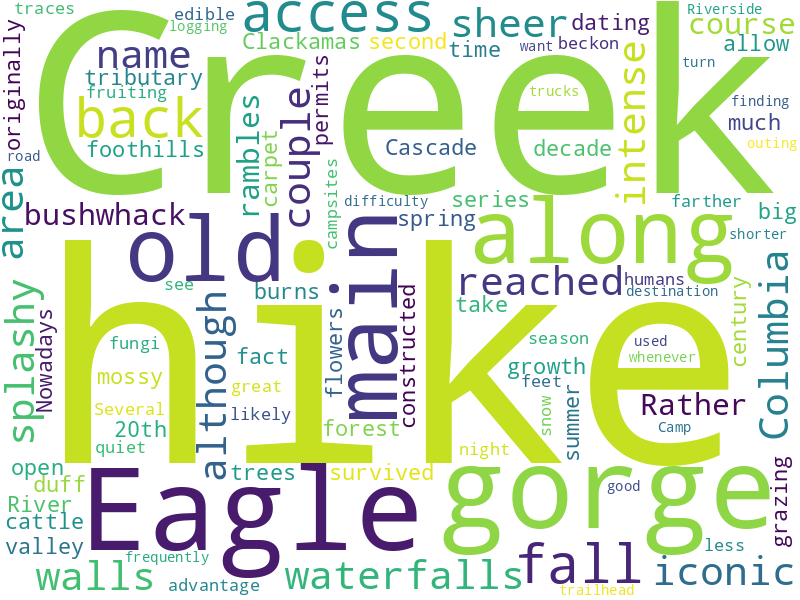 traces
edible
logging
access
sheer
dating
Riverside
course
name
Clackamas
second
time
want
beckon
allow
originally
Creek
tributary
fruiting
back
foothills
road
rambles
carpet
couple
permits
Cascade
decade
intense
turn
trucks
finding
much
outing
area
bushwhack
campsites
difficulty
series
spring
farther
big
shorter
old
main
along
reached
humans
destination
see
burns
take
Columbia
century
splashy
Nowadays
although
flowers
constructed
hike
season
used
whenever
fungi
fact
growth
mossy
great
feet
Several
likely
snow
summer
Rather
20th
forest
Camp
quiet
night
open
trees
survived
duff
Eagle
gorge
good
grazing
River
cattle
valley
less
frequently
walls
advantage
waterfalls
fall
iconic
trailhead